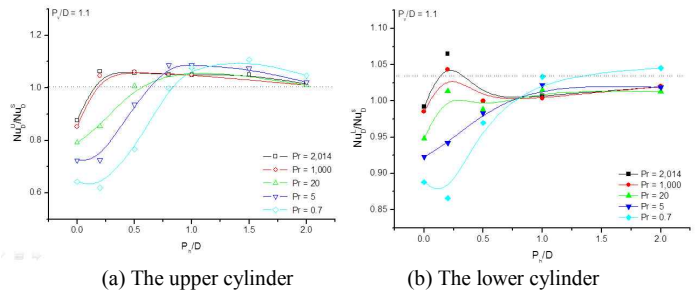 (a)
P_v/D = 1.1
Nu_D^U/Nu_D^S
1.2
1.0
0.8
0.6
Pr = 2,014
Pr = 1,000
Pr = 20
Pr = 5
Pr = 0.7
0.0 0.5 1.0 1.5 2.0
P_h/D
(a) The upper cylinder
(b)
P_v/D = 1.1
Nu_D^L/Nu_D^S
1.10
1.05
1.00
0.95
0.90
0.85
Pr = 2,014
Pr = 1,000
Pr = 20
Pr = 5
Pr = 0.7
0.0 0.5 1.0 1.5 2.0
P_h/D
(b) The lower cylinder